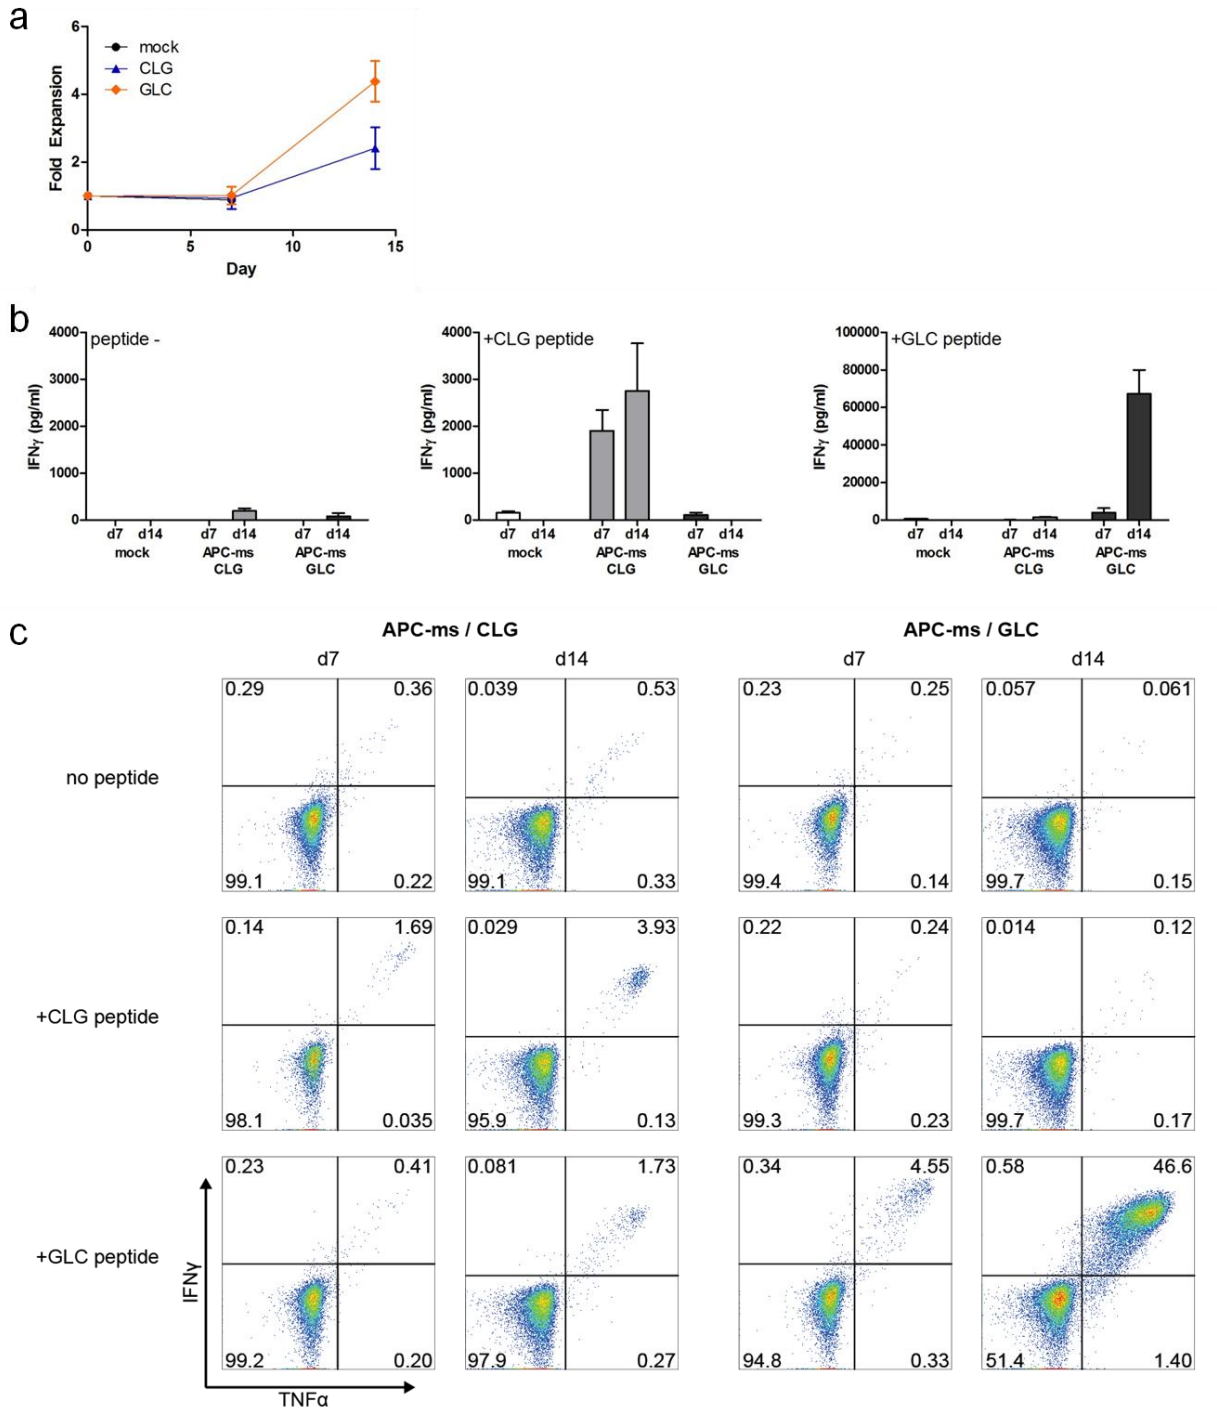 a
6
4
2
0
Fold Expansion
mock
CLG
GLC
0 5 10 15
Day
b
peptide -
4000
3000
2000
1000
0
IFNγ (pg/ml)
d7 d14 d7 d14 d7 d14
mock APC-ms APC-ms
CLG GLC
+CLG peptide
4000
3000
2000
1000
0
IFNγ (pg/ml)
d7 d14 d7 d14 d7 d14
mock APC-ms APC-ms
CLG GLC
+GLC peptide
100000
80000
60000
40000
20000
0
IFNγ (pg/ml)
d7 d14 d7 d14 d7 d14
mock APC-ms APC-ms
CLG GLC
c
APC-ms / CLG APC-ms / GLC
d7 d14 d7 d14
0.29 0.36 0.039 0.53 0.23 0.25 0.057 0.061
no peptide
99.1 0.22 99.1 0.33 99.4 0.14 99.7 0.15
0.14 1.69 0.029 3.93 0.22 0.24 0.014 0.12
+CLG peptide
98.1 0.035 95.9 0.13 99.3 0.23 99.7 0.17
0.23 0.41 0.081 1.73 0.34 4.55 0.58 46.6
+GLC peptide
99.2 0.20 97.9 0.27 94.8 0.33 51.4 1.40
IFNγ
TNFα